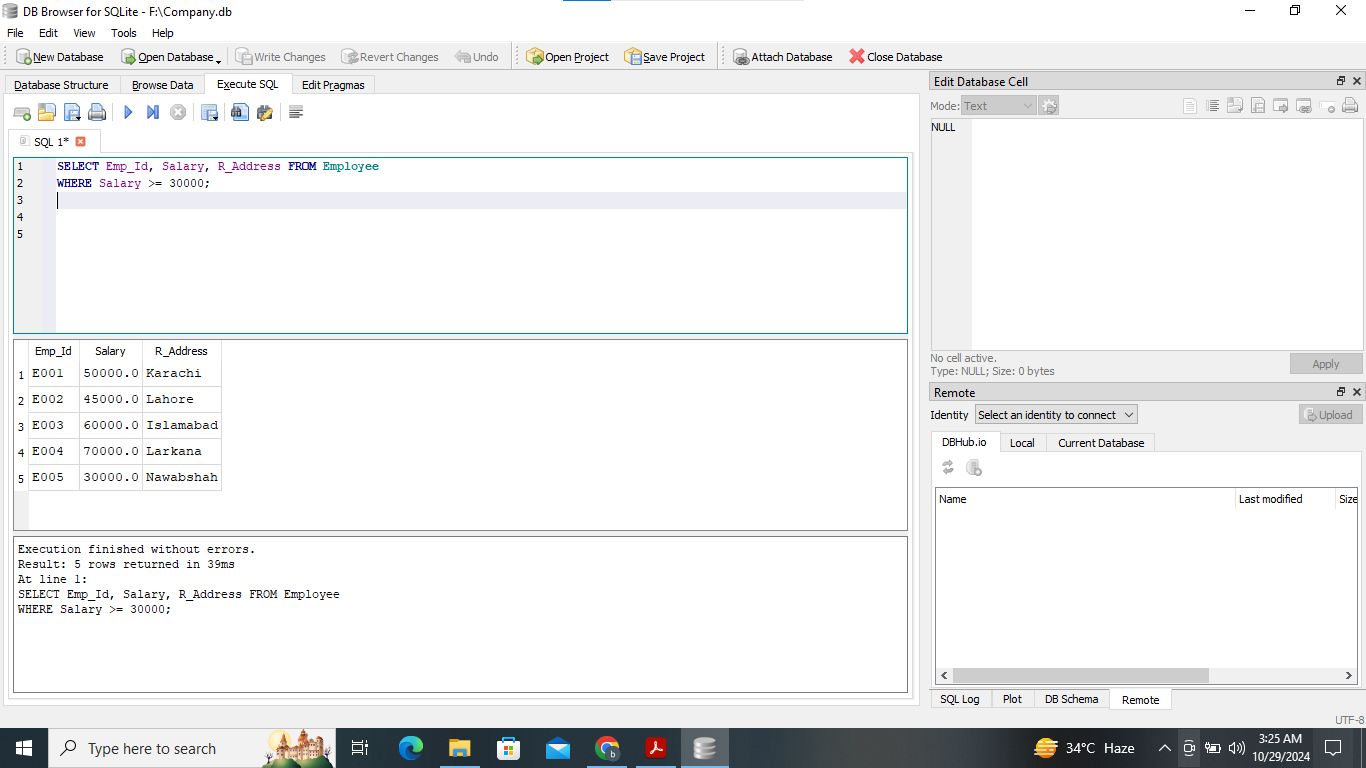 DB Browser for SQLite - F:\Company.db
File Edit View Tools Help
New Database Open Database Write Changes Revert Changes Undo Open Project Save Project Attach Database Close Database
Database Structure Browse Data Execute SQL Edit Pragmas
SQL 1*
1 SELECT Emp_Id, Salary, R_Address FROM Employee
2 WHERE Salary >= 30000;
3
4
5
Emp_Id Salary R_Address
1 E001 50000.0 Karachi
2 E002 45000.0 Lahore
3 E003 60000.0 Islamabad
4 E004 70000.0 Larkana
5 E005 30000.0 Nawabshah
Execution finished without errors.
Result: 5 rows returned in 39ms
At line 1:
SELECT Emp_Id, Salary, R_Address FROM Employee
WHERE Salary >= 30000;
Edit Database Cell
Mode: Text
NULL
No cell active.
Type: NULL; Size: 0 bytes
Apply
Remote
Identity Select an identity to connect Upload
DBHub.io Local Current Database
Name Last modified Size
SQL Log Plot DB Schema Remote
UTF-8
Type here to search
34°C Haze
3:25 AM
10/29/2024